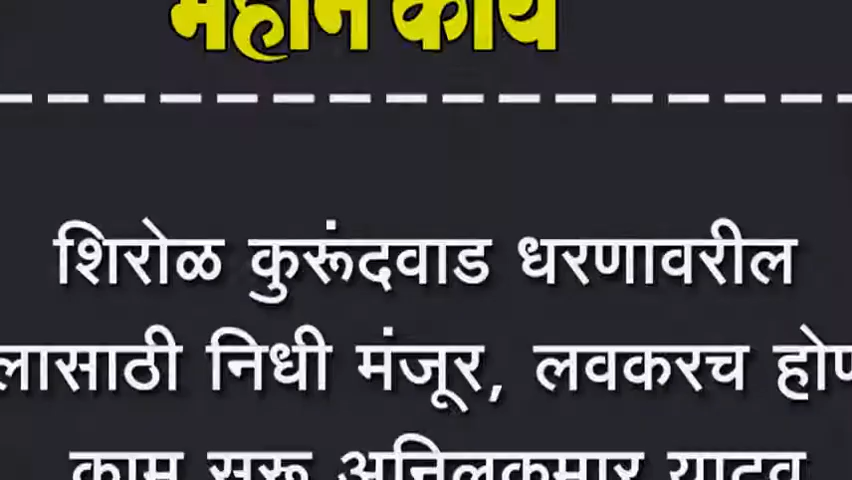 महान कार्य
शिरोळ कुरूंदवाड धरणावरील
निधी मंजूर, लवकरच
काम सुरू अनिलकुमार यादव